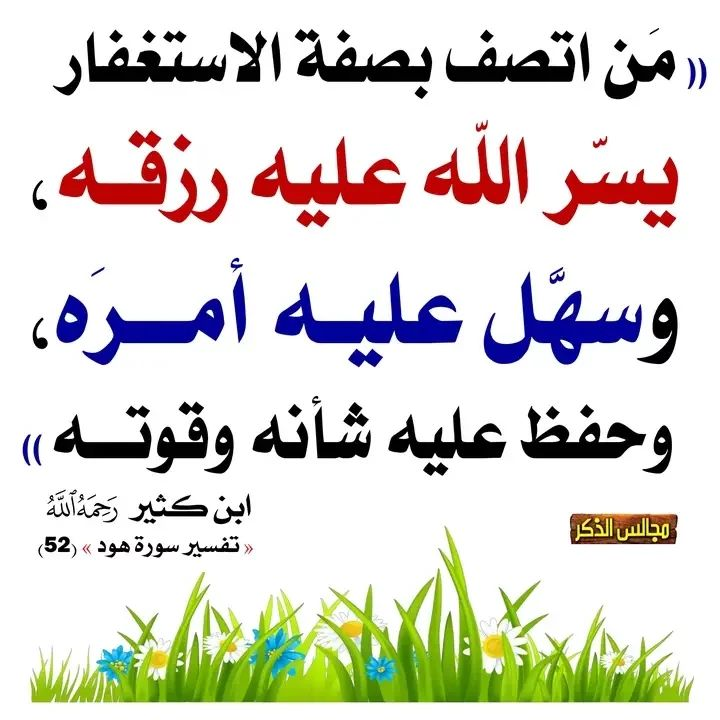 (( مَن اتصف بصفة الاستغفار
يسّر الله عليه رزقه ،
وسهَّل عليه أمـرَه ،
وحفظ عليه شأنه وقوته ))
ابن كثير رَحِمَهُ ٱللَّهُ
« تفسير سورة هود » (52)
مجالس الذكر